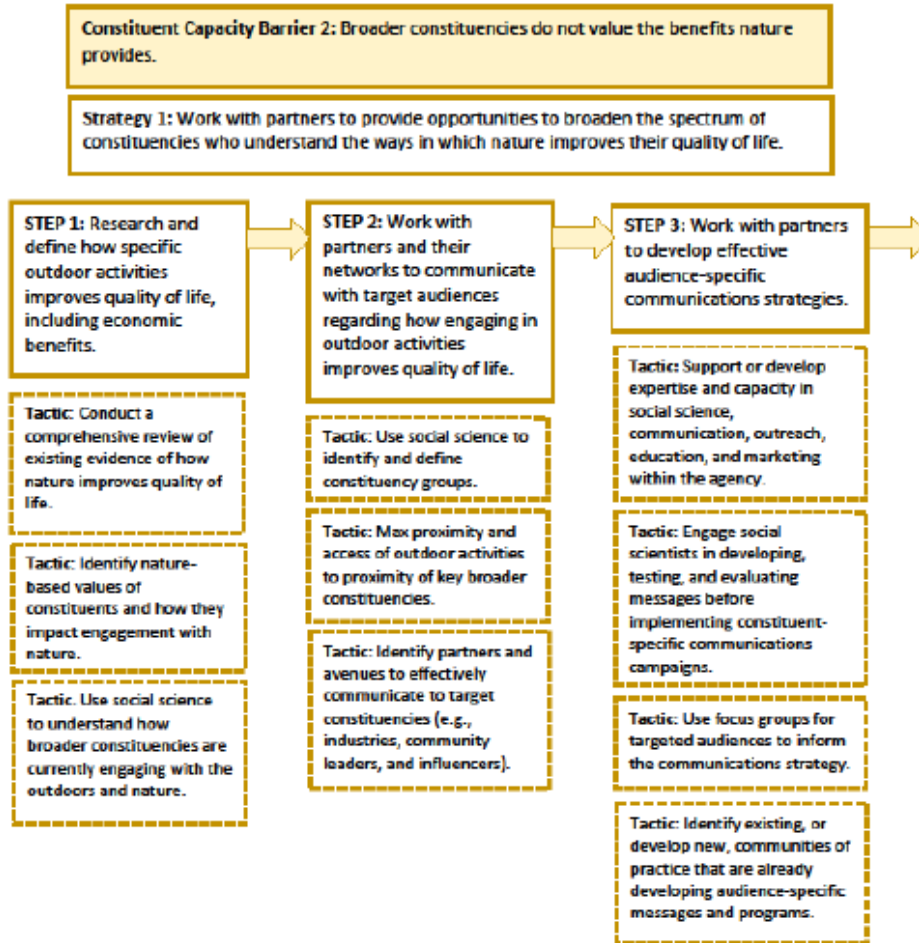 Constituent Capacity Barrier 2: Broader constituencies do not value the benefits nature
provides.
Strategy 1: Work with partners to provide opportunities to broaden the spectrum of
constituencies who understand the ways in which nature improves their quality of life.
STEP 1: Research and
define how specific
outdoor activities
improves quality of life,
including economic
benefits.
Tactic: Conduct a
comprehensive review of
existing evidence of how
nature improves quality of
life.
Tactic: Identify nature-
based values of
constituents and how they
impact engagement with
nature.
Tactic. Use social science
to understand how
broader constituencies are
currently engaging with the
outdoors and nature.
STEP 2: Work with
partners and their
networks to communicate
with target audiences
regarding how engaging in
outdoor activities
improves quality of life.
Tactic: Use social science to
identify and define
constituency groups.
Tactic: Max proximity and
access of outdoor activities
to proximity of key broader
constituencies.
Tactic: Identify partners and
avenues to effectively
communicate to target
constituencies (e.g.,
industries, community
leaders, and influencers).
STEP 3: Work with partners
to develop effective
audience-specific
communications strategies.
Tactic: Support or develop
expertise and capacity in
social science,
communication, outreach,
education, and marketing
within the agency.
Tactic: Engage social
scientists in developing,
testing, and evaluating
messages before
implementing constituent-
specific communications
campaigns.
Tactic: Use focus groups for
targeted audiences to inform
the communications strategy.
Tactic: Identify existing, or
develop new, communities of
practice that are already
developing audience-specific
messages and programs.